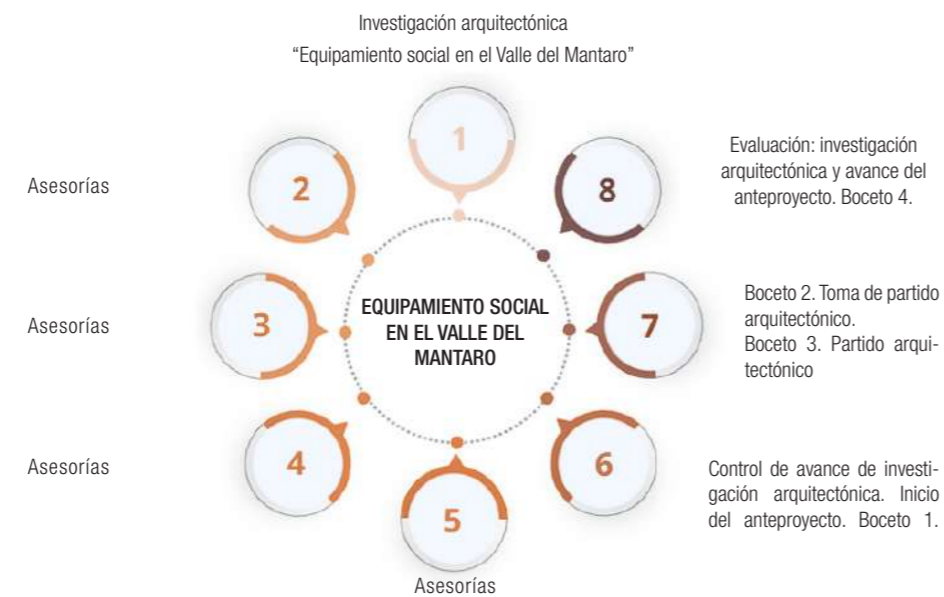 Investigación arquitectónica
“Equipamiento social en el Valle del Mantaro”
1
2
Asesorías
3
Asesorías
4
Asesorías
5
Asesorías
6
Control de avance de investi-
gación arquitectónica. Inicio
del anteproyecto. Boceto 1.
7
Boceto 2. Toma de partido
arquitectónico.
Boceto 3. Partido arqui-
tectónico
8
Evaluación: investigación
arquitectónica y avance del
anteproyecto. Boceto 4.
EQUIPAMIENTO SOCIAL
EN EL VALLE DEL
MANTARO